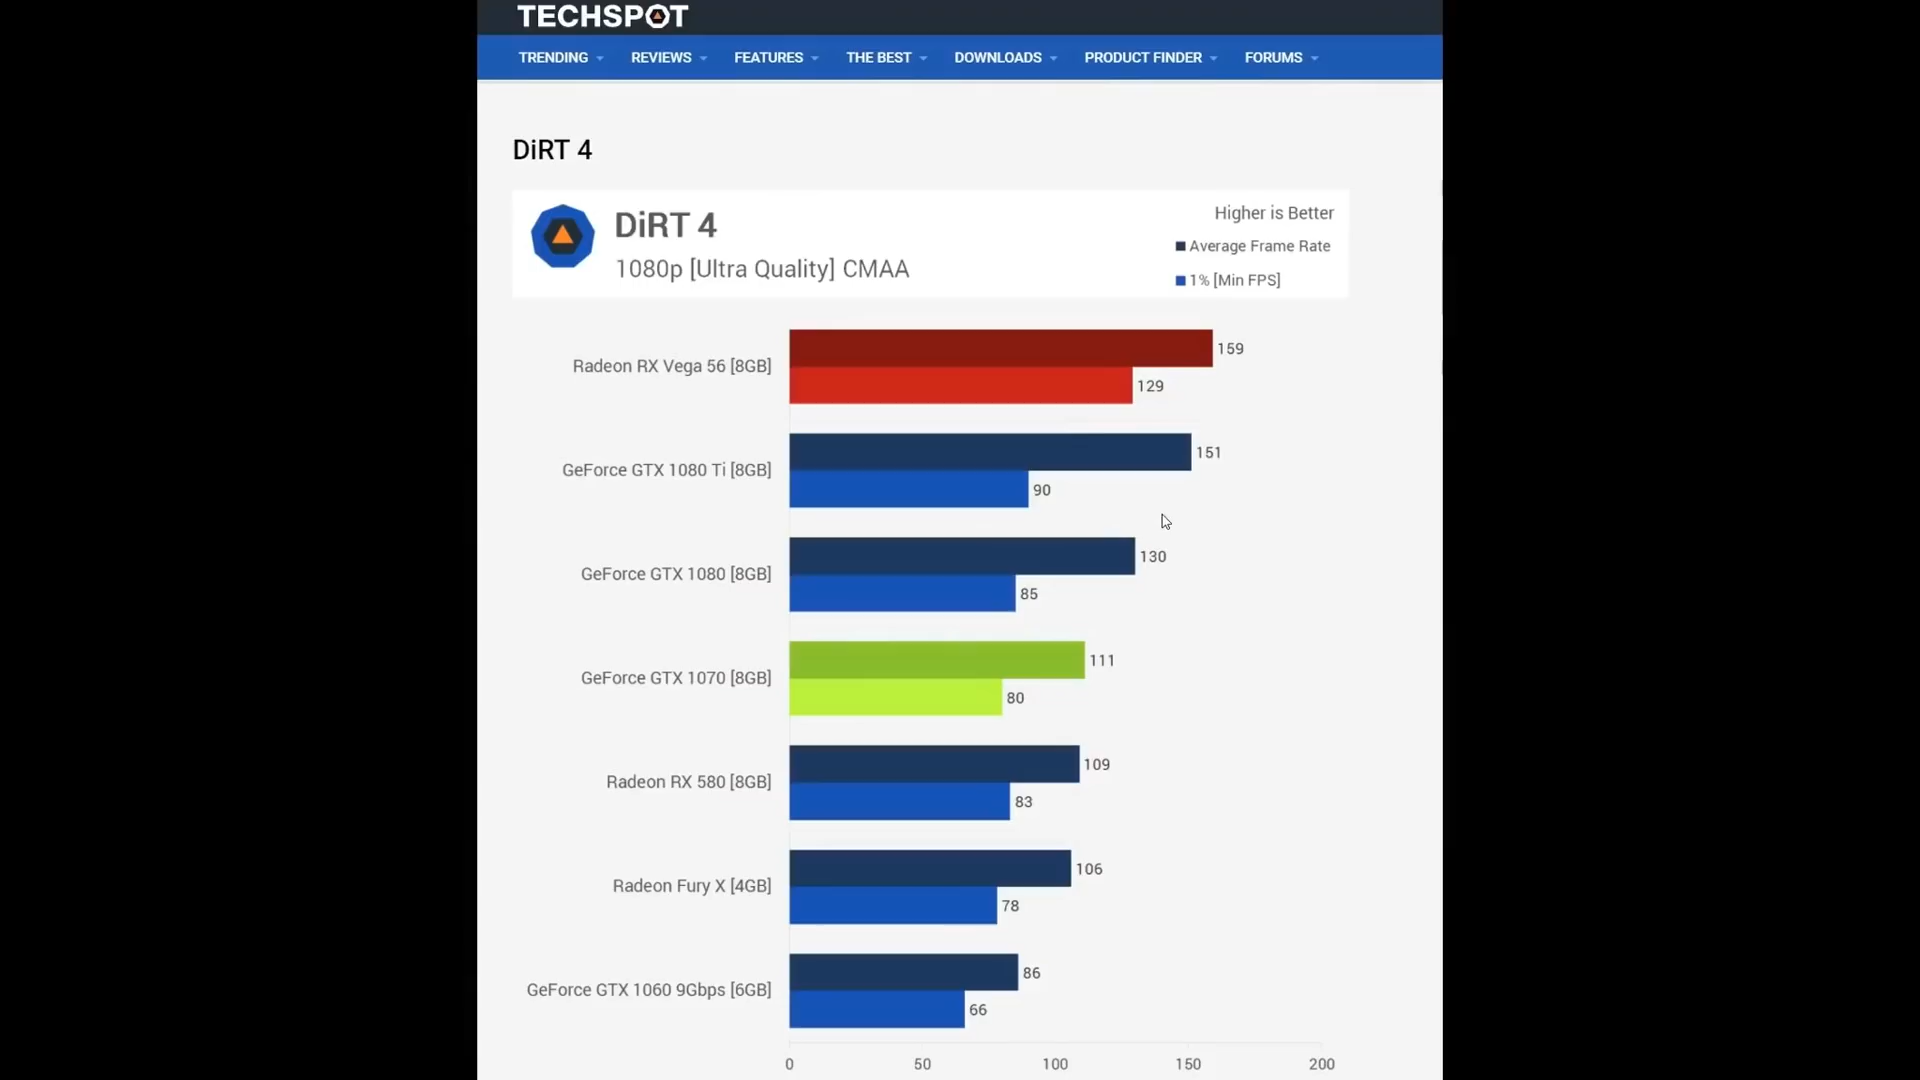 TECHSPOT
TRENDING REVIEWS FEATURES THE BEST DOWNLOADS PRODUCT FINDER FORUMS
DiRT 4
DiRT 4
1080p [Ultra Quality] CMAA
Higher is Better
Average Frame Rate
1% [Min FPS]
Radeon RX Vega 56 [8GB]
159
129
GeForce GTX 1080 Ti [8GB]
151
90
GeForce GTX 1080 [8GB]
130
85
GeForce GTX 1070 [8GB]
111
80
Radeon RX 580 [8GB]
109
83
Radeon Fury X [4GB]
106
78
GeForce GTX 1060 9Gbps [6GB]
86
66
0 50 100 150 200